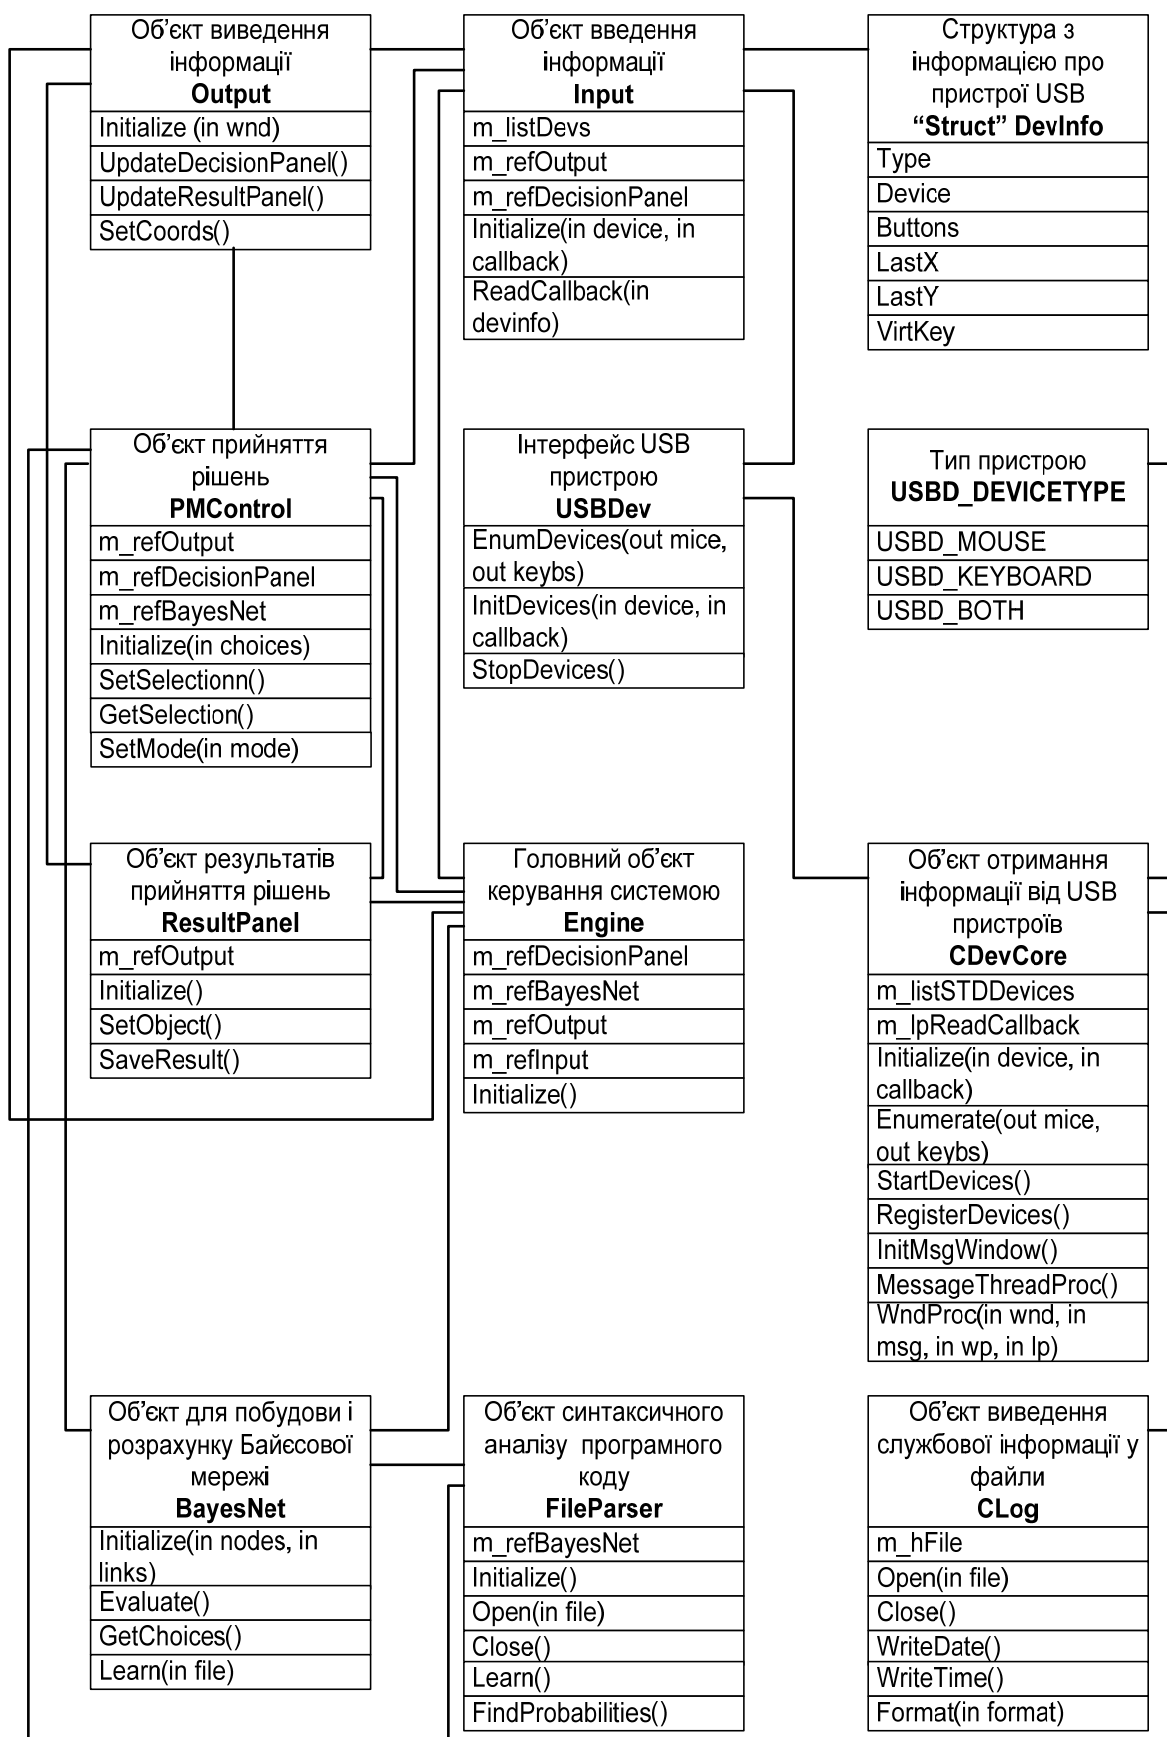 Об’єкт виведення
інформації
Output
Initialize (in wnd)
UpdateDecisionPanel()
UpdateResultPanel()
SetCoords()
Об’єкт введення
інформації
Input
m_listDevs
m_refOutput
m_refDecisionPanel
Initialize(in device, in
callback)
ReadCallback(in
devinfo)
Структура з
інформацією про
пристрої USB
“Struct” DevInfo
Type
Device
Buttons
LastX
LastY
VirtKey
Об’єкт прийняття
рішень
PMControl
m_refOutput
m_refDecisionPanel
m_refBayesNet
Initialize(in choices)
SetSelectionn()
GetSelection()
SetMode(in mode)
Інтерфейс USB
пристрою
USBDev
EnumDevices(out mice,
out keybs)
InitDevices(in device, in
callback)
StopDevices()
Тип пристрою
USBD_DEVICETYPE
USBD_MOUSE
USBD_KEYBOARD
USBD_BOTH
Об’єкт результатів
прийняття рішень
ResultPanel
m_refOutput
Initialize()
SetObject()
SaveResult()
Головний об’єкт
керування системою
Engine
m_refDecisionPanel
m_refBayesNet
m_refOutput
m_refInput
Initialize()
Об’єкт отримання
інформації від USB
пристроїв
CDevCore
m_listSTDDevices
m_lpReadCallback
Initialize(in device, in
callback)
Enumerate(out mice,
out keybs)
StartDevices()
RegisterDevices()
InitMsgWindow()
MessageThreadProc()
WndProc(in wnd, in
msg, in wp, in lp)
Об’єкт для побудови і
розрахунку Байєсової
мережі
BayesNet
Initialize(in nodes, in
links)
Evaluate()
GetChoices()
Learn(in file)
Об’єкт синтаксичного
аналізу програмного
коду
FileParser
m_refBayesNet
Initialize()
Open(in file)
Close()
Learn()
FindProbabilities()
Об’єкт виведення
службової інформації у
файли
CLog
m_hFile
Open(in file)
Close()
WriteDate()
WriteTime()
Format(in format)